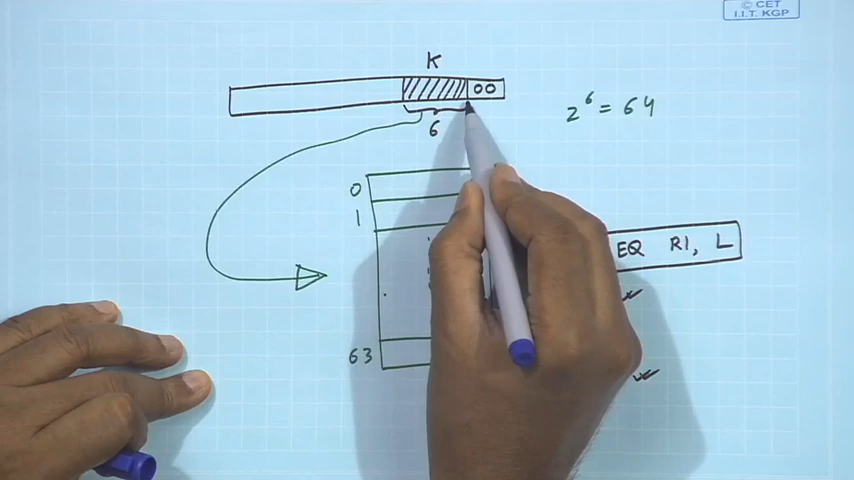 © CET
I.I.T. KGP
K
00
6
2^6 = 64
0
1
EQ R1, L
63